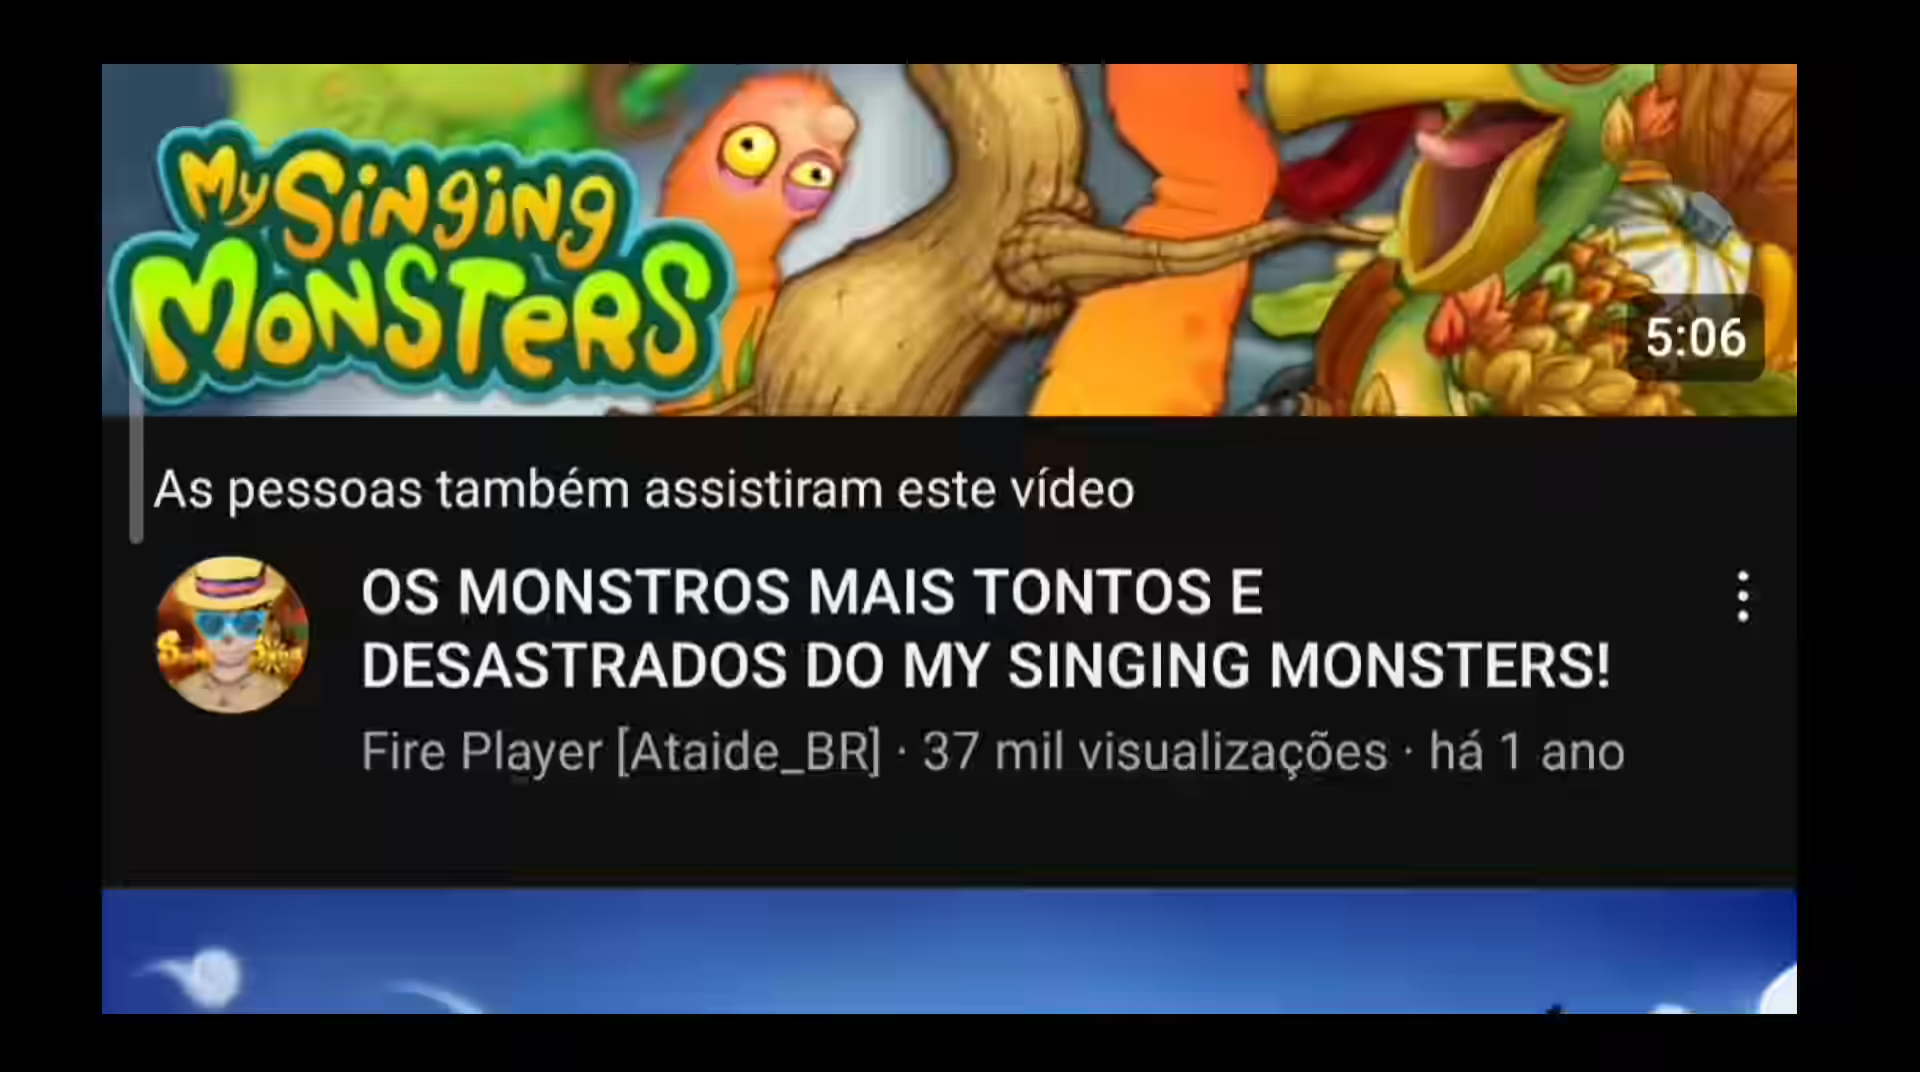 My Singing
Monsters
5:06
As pessoas também assistiram este vídeo
OS MONSTROS MAIS TONTOS E
DESASTRADOS DO MY SINGING MONSTERS!
Fire Player [Ataide_BR] · 37 mil visualizações · há 1 ano